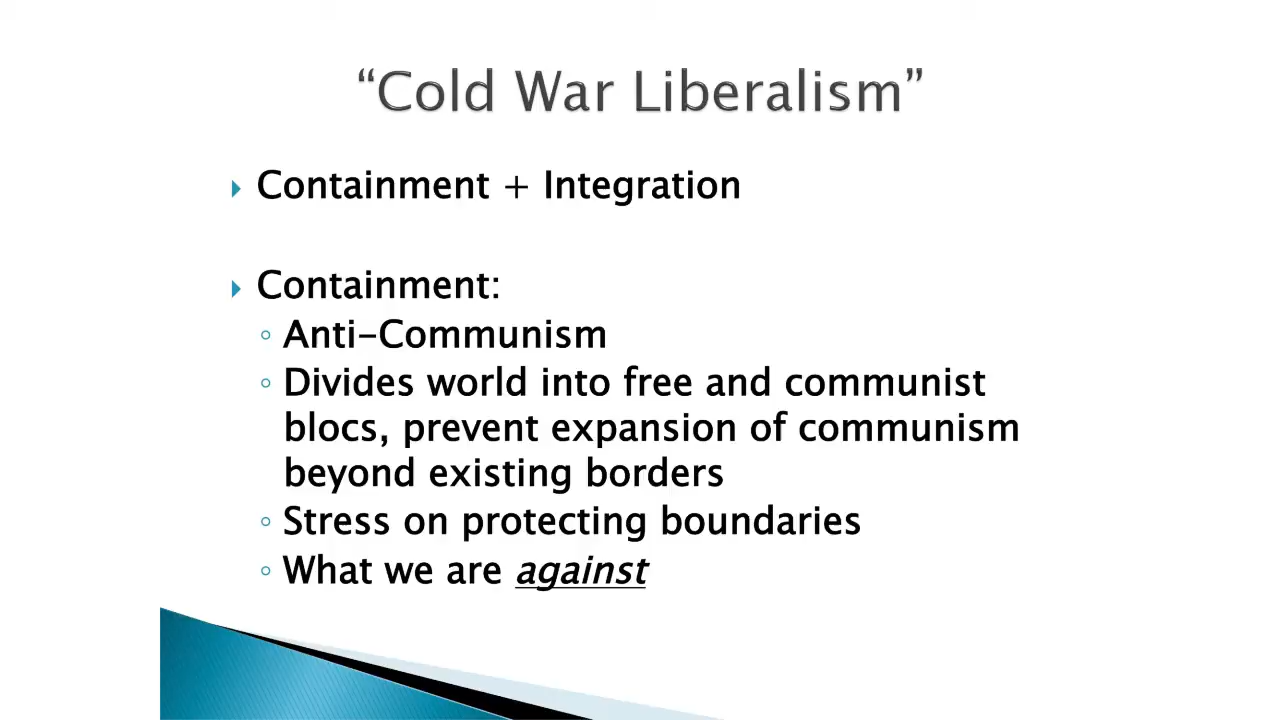 “Cold War Liberalism”
Containment + Integration
Containment:
Anti-Communism
Divides world into free and communist
blocs, prevent expansion of communism
beyond existing borders
Stress on protecting boundaries
What we are against